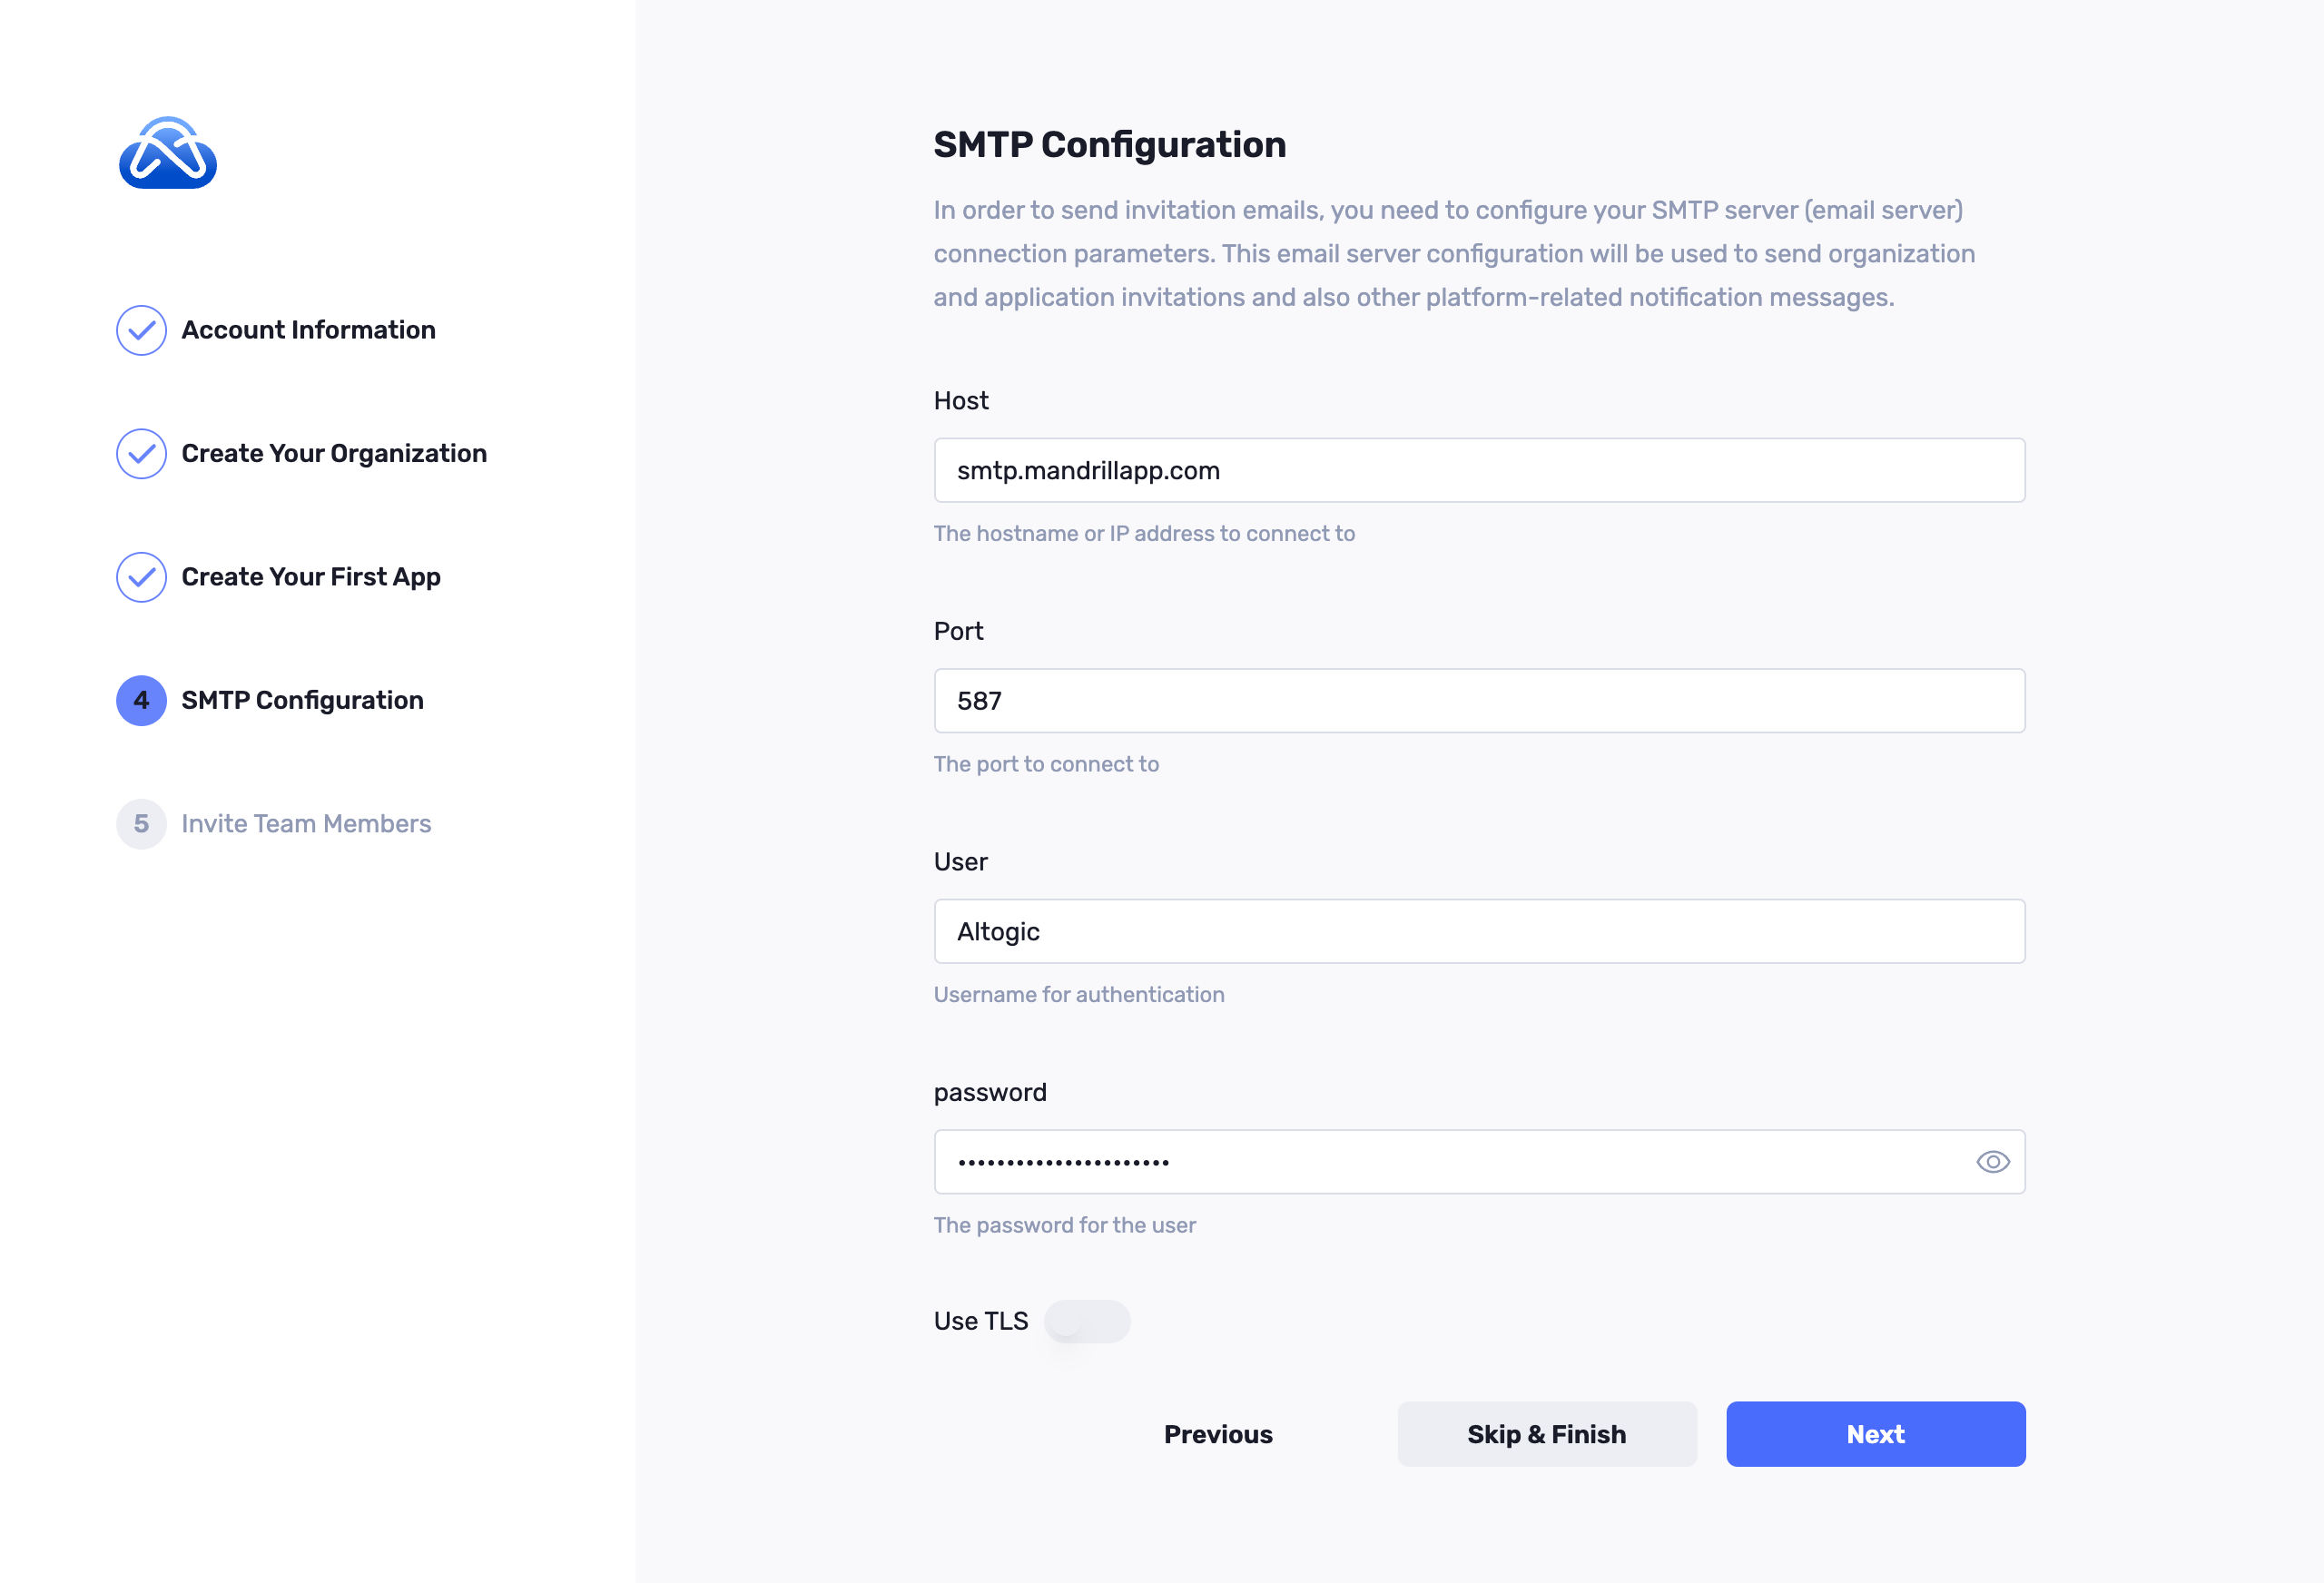 Account Information
Create Your Organization
Create Your First App
4 SMTP Configuration
5 Invite Team Members
SMTP Configuration
In order to send invitation emails, you need to configure your SMTP server (email server)
connection parameters. This email server configuration will be used to send organization
and application invitations and also other platform-related notification messages.
Host
smtp.mandrillapp.com
The hostname or IP address to connect to
Port
587
The port to connect to
User
Altogic
Username for authentication
password
••••••••••••••••••••••
The password for the user
Use TLS
Previous
Skip & Finish
Next